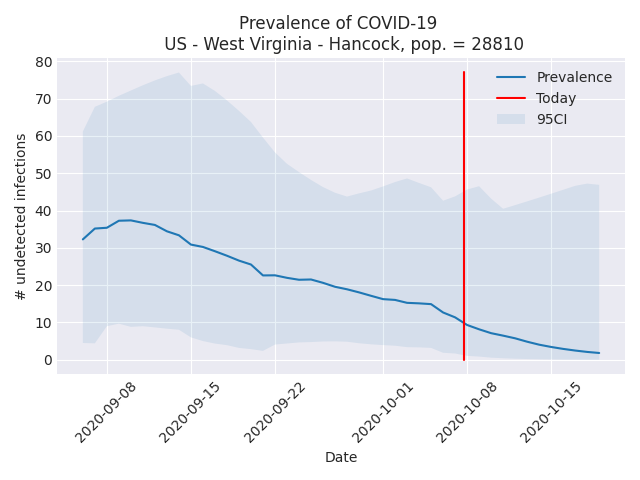 Prevalence of COVID-19
US - West Virginia - Hancock, pop. = 28810
80
70
60
50
40
30
20
10
0
# undetected infections
Prevalence
Today
95CI
2020-09-08
2020-09-15
2020-09-22
2020-10-01
2020-10-08
2020-10-15
Date